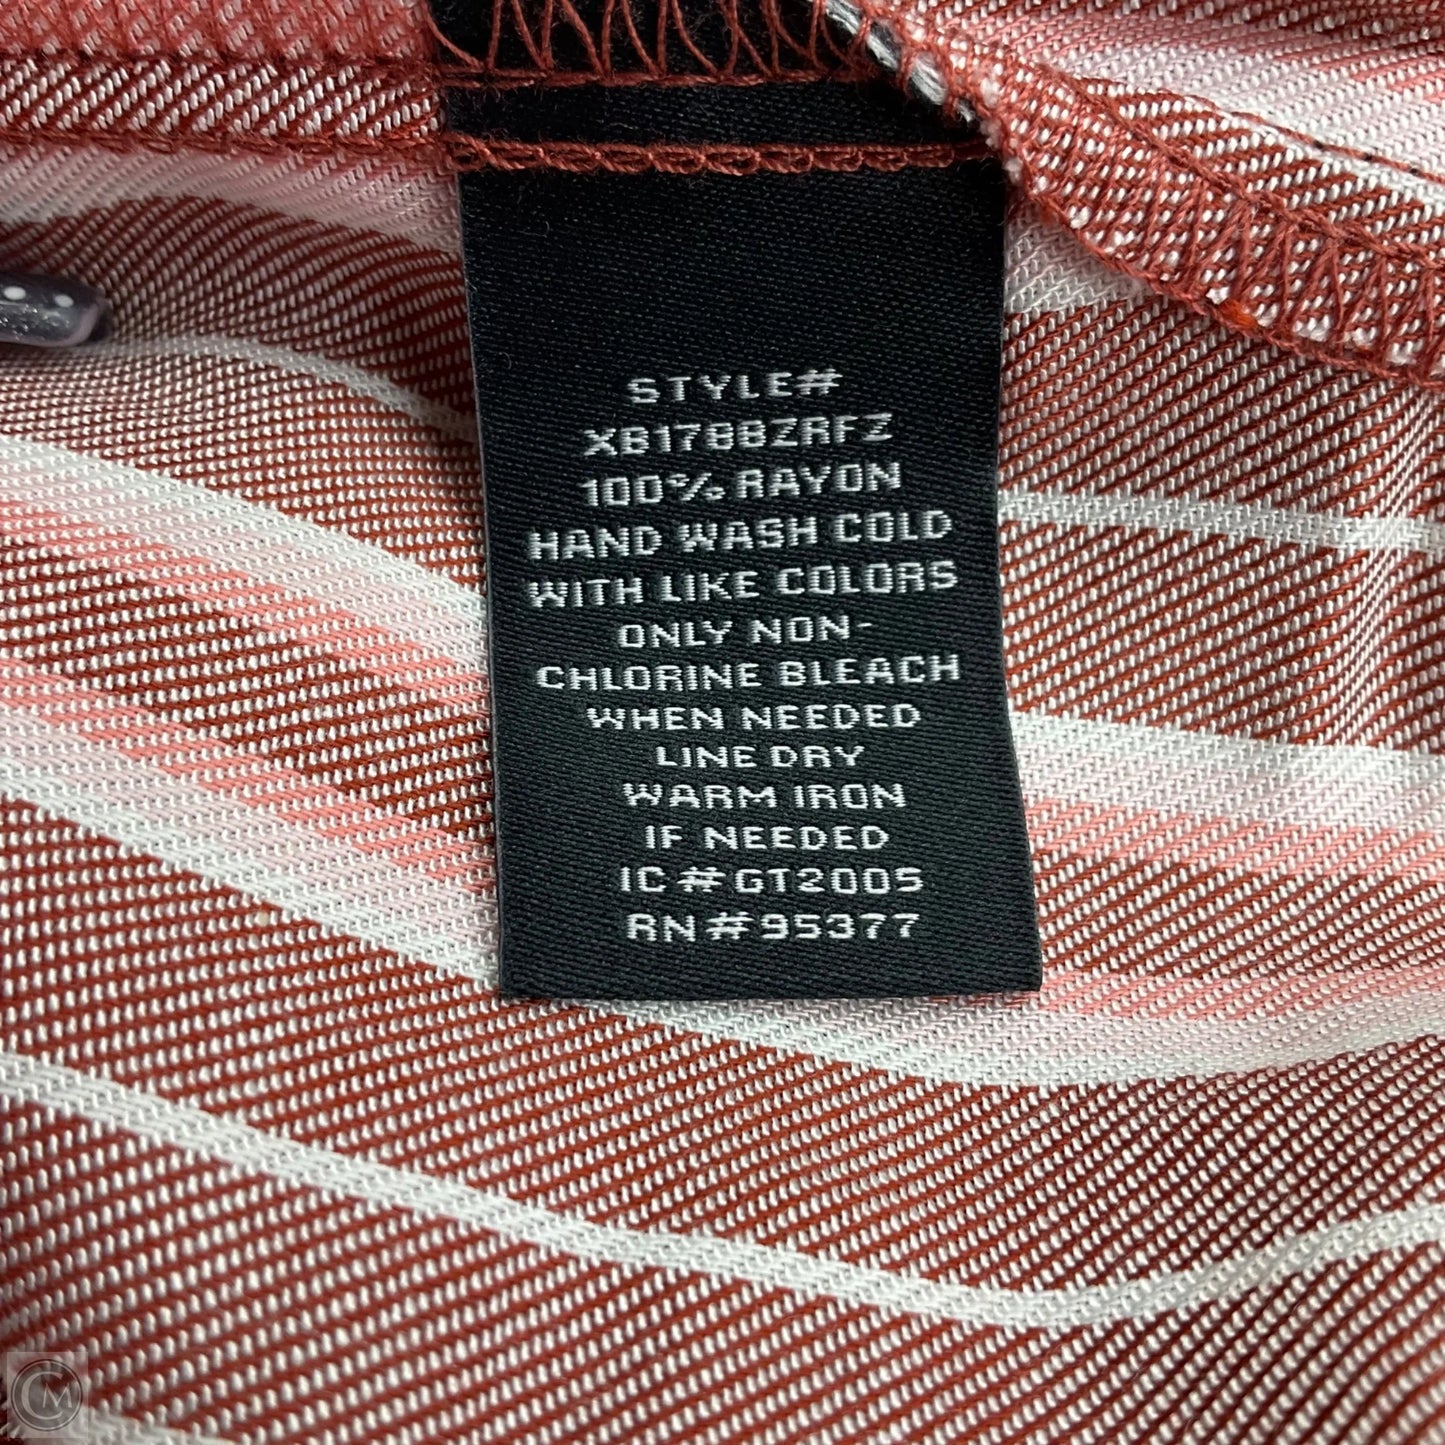 STYLE#
XB1788ZRFZ
100% RAYON
HAND WASH COLD
WITH LIKE COLORS
ONLY NON-
CHLORINE BLEACH
WHEN NEEDED
LINE DRY
WARM IRON
IF NEEDED
IC #GT2005
RN #95377
CM